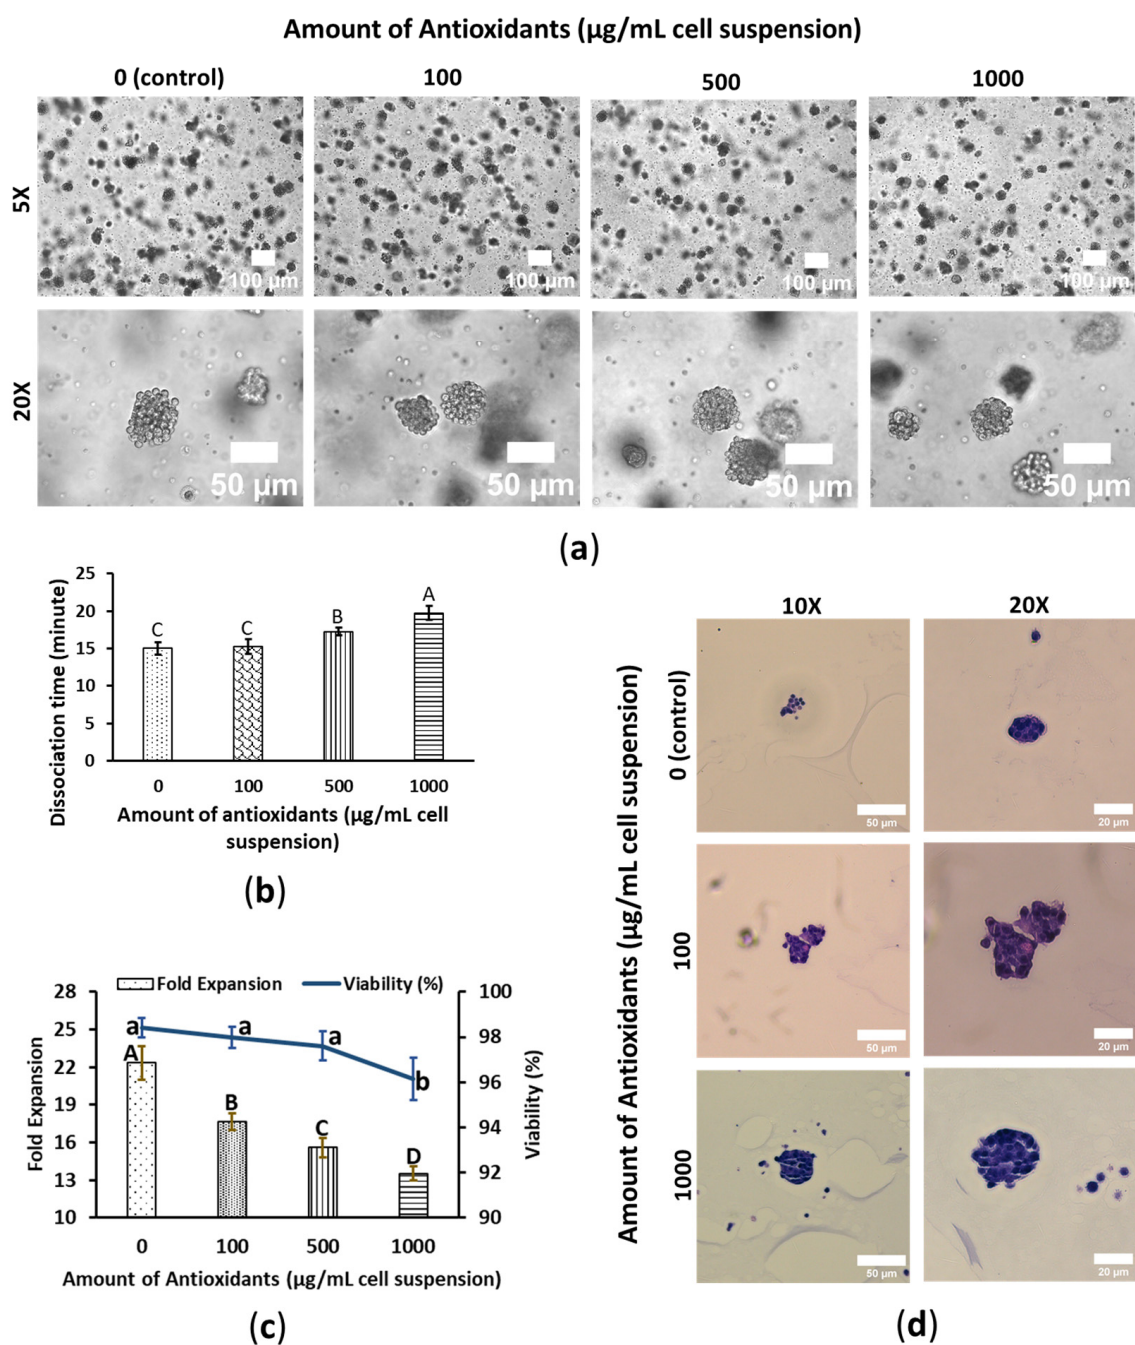 Amount of Antioxidants (µg/mL cell suspension)
0 (control)
100
500
1000
5X
100 µm
100 µm
100 µm
100 µm
20X
50 µm
50 µm
50 µm
50 µm
(a)
Dissociation time (minute)
25
20
15
10
5
0
C
C
B
A
0
100
500
1000
Amount of antioxidants (µg/mL cell
suspension)
(b)
Fold Expansion
Viability (%)
Fold Expansion
28
25
22
19
16
13
10
a
a
a
b
A
B
C
D
100
98
96
94
92
90
Viability (%)
0
100
500
1000
Amount of Antioxidants (µg/mL cell suspension)
(c)
10X
20X
Amount of Antioxidants (µg/mL cell suspension)
0 (control)
50 µm
20 µm
100
50 µm
20 µm
1000
50 µm
20 µm
(d)